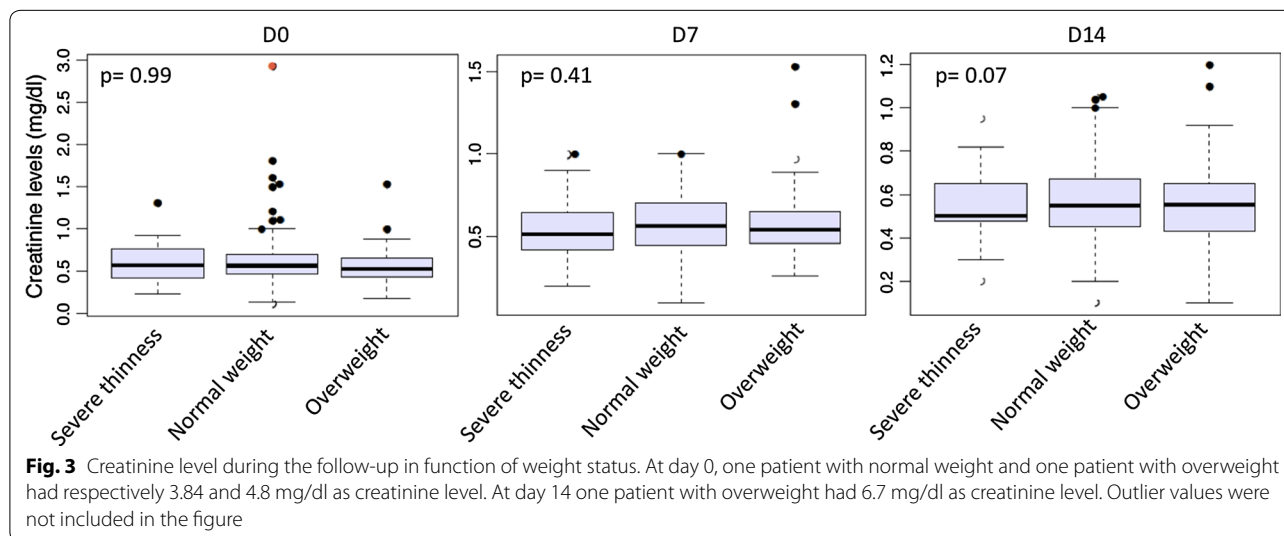 D0
D7
D14
p= 0.99
p= 0.41
p= 0.07
Creatinine levels (mg/dl)
0.0 0.5 1.0 1.5 2.0 2.5 3.0
0.5 1.0 1.5
0.2 0.4 0.6 0.8 1.0 1.2
Severe thinness
Normal weight
Overweight
Severe thinness
Normal weight
Overweight
Severe thinness
Normal weight
Overweight
Fig. 3 Creatinine level during the follow-up in function of weight status. At day 0, one patient with normal weight and one patient with overweight
had respectively 3.84 and 4.8 mg/dl as creatinine level. At day 14 one patient with overweight had 6.7 mg/dl as creatinine level. Outlier values were
not included in the figure